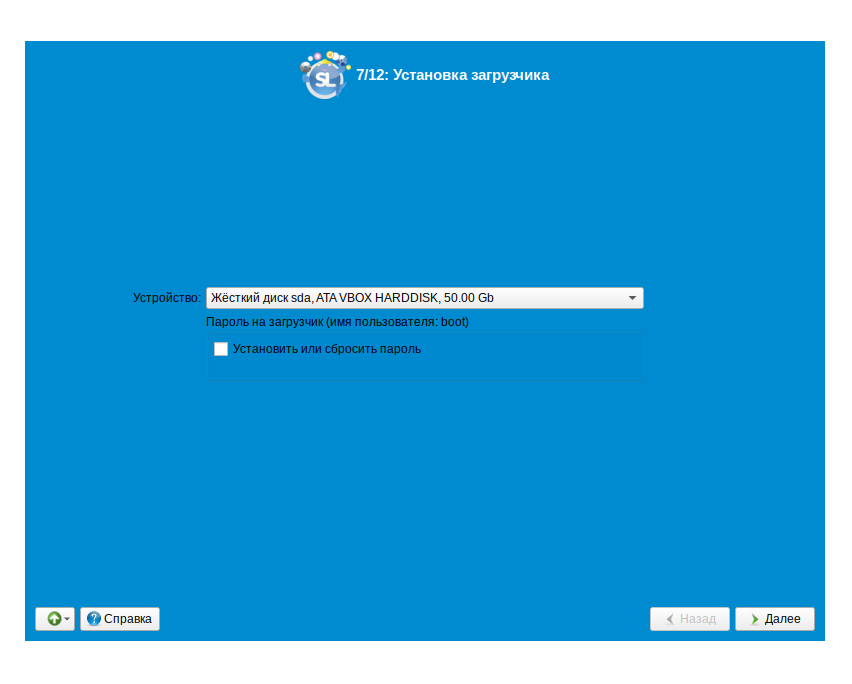 SL
7/12: Установка загрузчика
Устройство: Жёсткий диск sda, ATA VBOX HARDDISK, 50.00 Gb
Пароль на загрузчик (имя пользователя: boot)
Установить или сбросить пароль
Справка
Назад
Далее